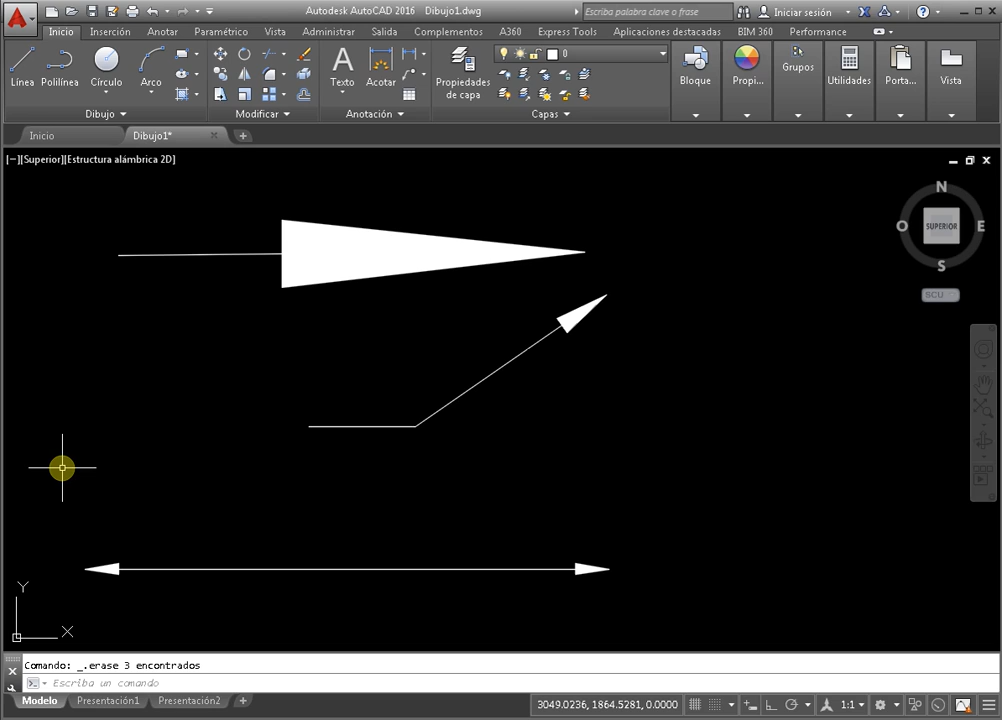 Autodesk AutoCAD 2016 Dibujo1.dwg
Escriba palabra clave o frase
Iniciar sesión
Inicio Inserción Anotar Paramétrico Vista Administrar Salida Complementos A360 Express Tools Aplicaciones destacadas BIM 360 Performance
Línea Polilínea Círculo Arco
Texto Acotar
Propiedades
de capa
0
Bloque Propi... Grupos Utilidades Porta... Vista
Dibujo Modificar Anotación Capas
Inicio Dibujo1*
[−][Superior][Estructura alámbrica 2D]
N
O SUPERIOR E
S
SCU
Y
X
Comando: _.erase 3 encontrados
Escriba un comando
Modelo Presentación1 Presentación2
3049.0236, 1864.5281, 0.0000
1:1